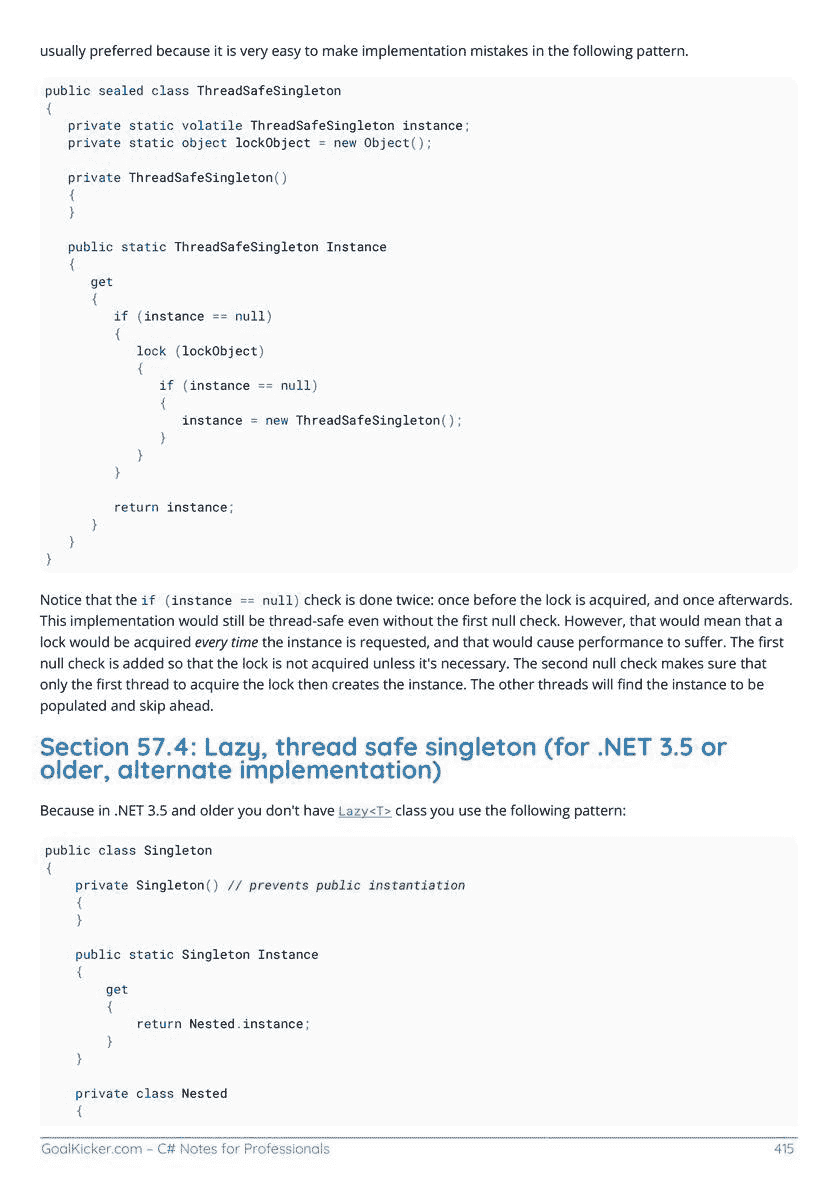 usually preferred because it is very easy to make implementation mistakes in the following pattern.
public sealed class ThreadSafeSingleton
{
   private static volatile ThreadSafeSingleton instance;
   private static object lockObject = new Object();

   private ThreadSafeSingleton()
   {
   }

   public static ThreadSafeSingleton Instance
   {
      get
      {
         if (instance == null)
         {
            lock (lockObject)
            {
               if (instance == null)
               {
                  instance = new ThreadSafeSingleton();
               }
            }
         }

         return instance;
      }
   }
}
Notice that the if (instance == null) check is done twice: once before the lock is acquired, and once afterwards.
This implementation would still be thread-safe even without the first null check. However, that would mean that a
lock would be acquired every time the instance is requested, and that would cause performance to suffer. The first
null check is added so that the lock is not acquired unless it's necessary. The second null check makes sure that
only the first thread to acquire the lock then creates the instance. The other threads will find the instance to be
populated and skip ahead.
Section 57.4: Lazy, thread safe singleton (for .NET 3.5 or
older, alternate implementation)
Because in .NET 3.5 and older you don't have Lazy<T> class you use the following pattern:
public class Singleton
{
    private Singleton() // prevents public instantiation
    {
    }

    public static Singleton Instance
    {
        get
        {
            return Nested.instance;
        }
    }

    private class Nested
    {
GoalKicker.com – C# Notes for Professionals 415